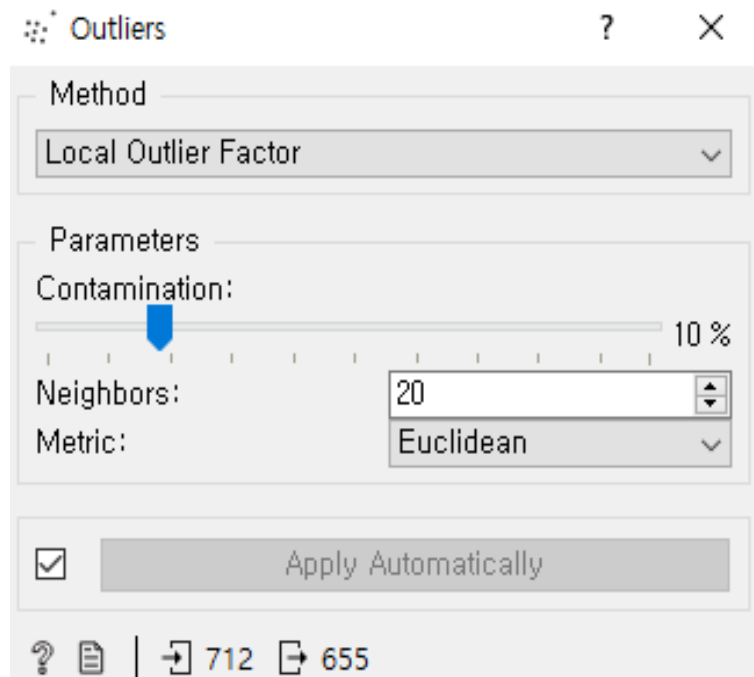 Outliers ? ×
Method
Local Outlier Factor
Parameters
Contamination:
10 %
Neighbors: 20
Metric: Euclidean
Apply Automatically
? 712 655